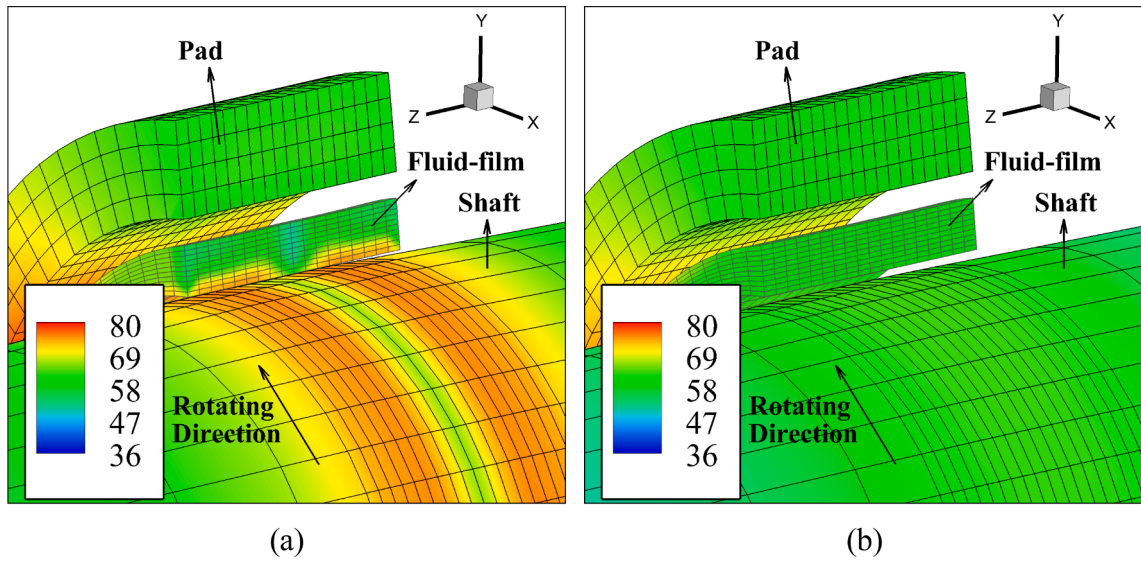 Pad
Y
Z
X
Fluid-film
Shaft
80
69
58
47
36
Rotating
Direction
(a)
Pad
Y
Z
X
Fluid-film
Shaft
80
69
58
47
36
Rotating
Direction
(b)